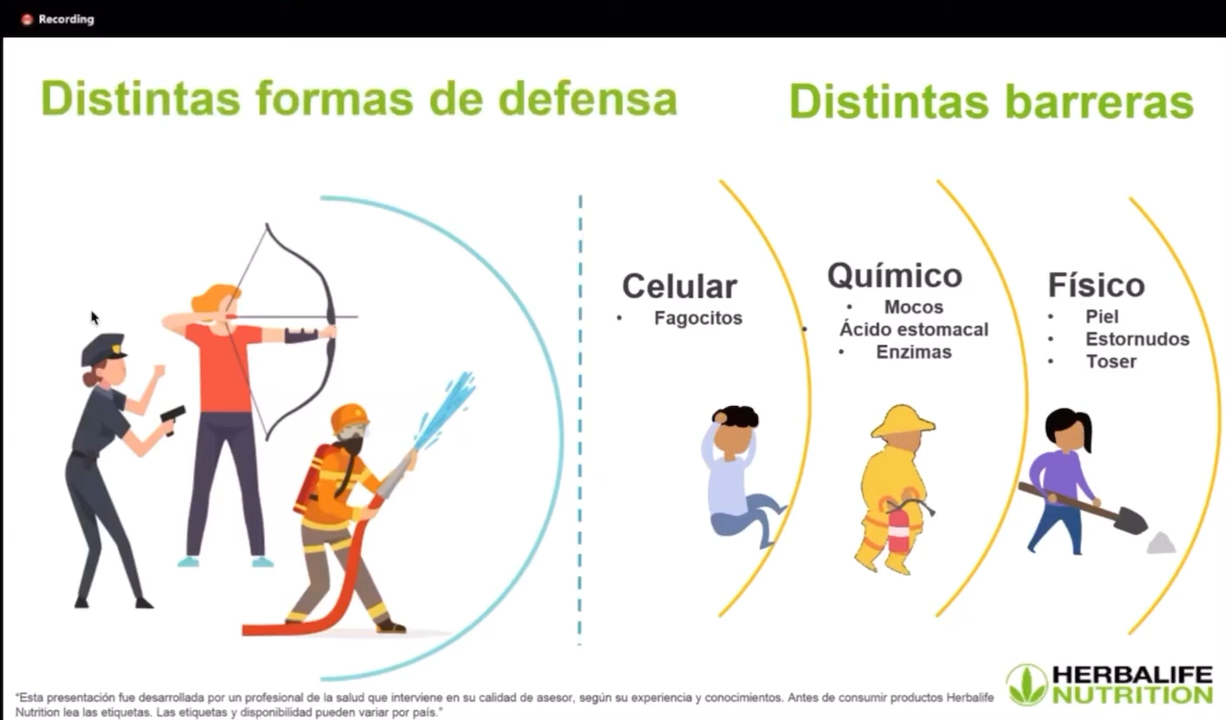 Recording
Distintas formas de defensa
Distintas barreras
Celular
• Fagocitos
Químico
• Mocos
• Ácido estomacal
• Enzimas
Físico
• Piel
• Estornudos
• Toser
"Esta presentación fue desarrollada por un profesional de la salud que interviene en su calidad de asesor, según su experiencia y conocimientos. Antes de consumir productos Herbalife
Nutrition lea las etiquetas. Las etiquetas y disponibilidad pueden variar por país."
HERBALIFE
NUTRITION